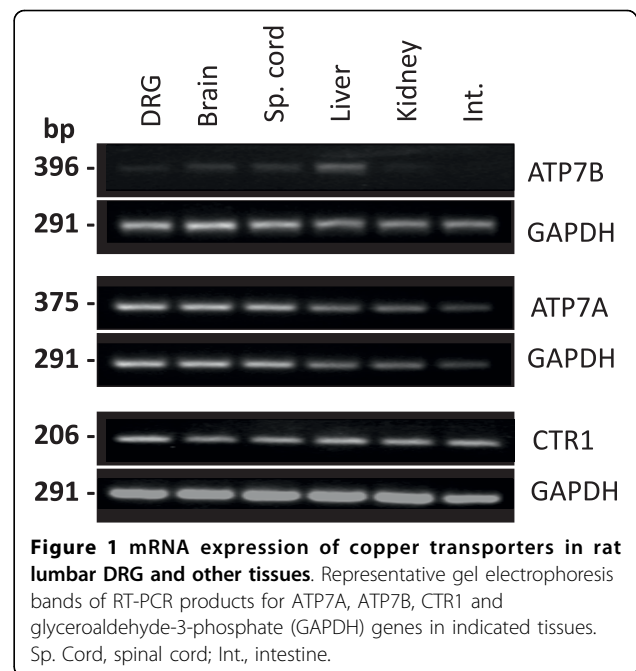 DRG Brain Sp. cord Liver Kidney Int.
bp
396 - ATP7B
291 - GAPDH
375 - ATP7A
291 - GAPDH
206 - CTR1
291 - GAPDH
Figure 1 mRNA expression of copper transporters in rat
lumbar DRG and other tissues. Representative gel electrophoresis
bands of RT-PCR products for ATP7A, ATP7B, CTR1 and
glyceroaldehyde-3-phosphate (GAPDH) genes in indicated tissues.
Sp. Cord, spinal cord; Int., intestine.